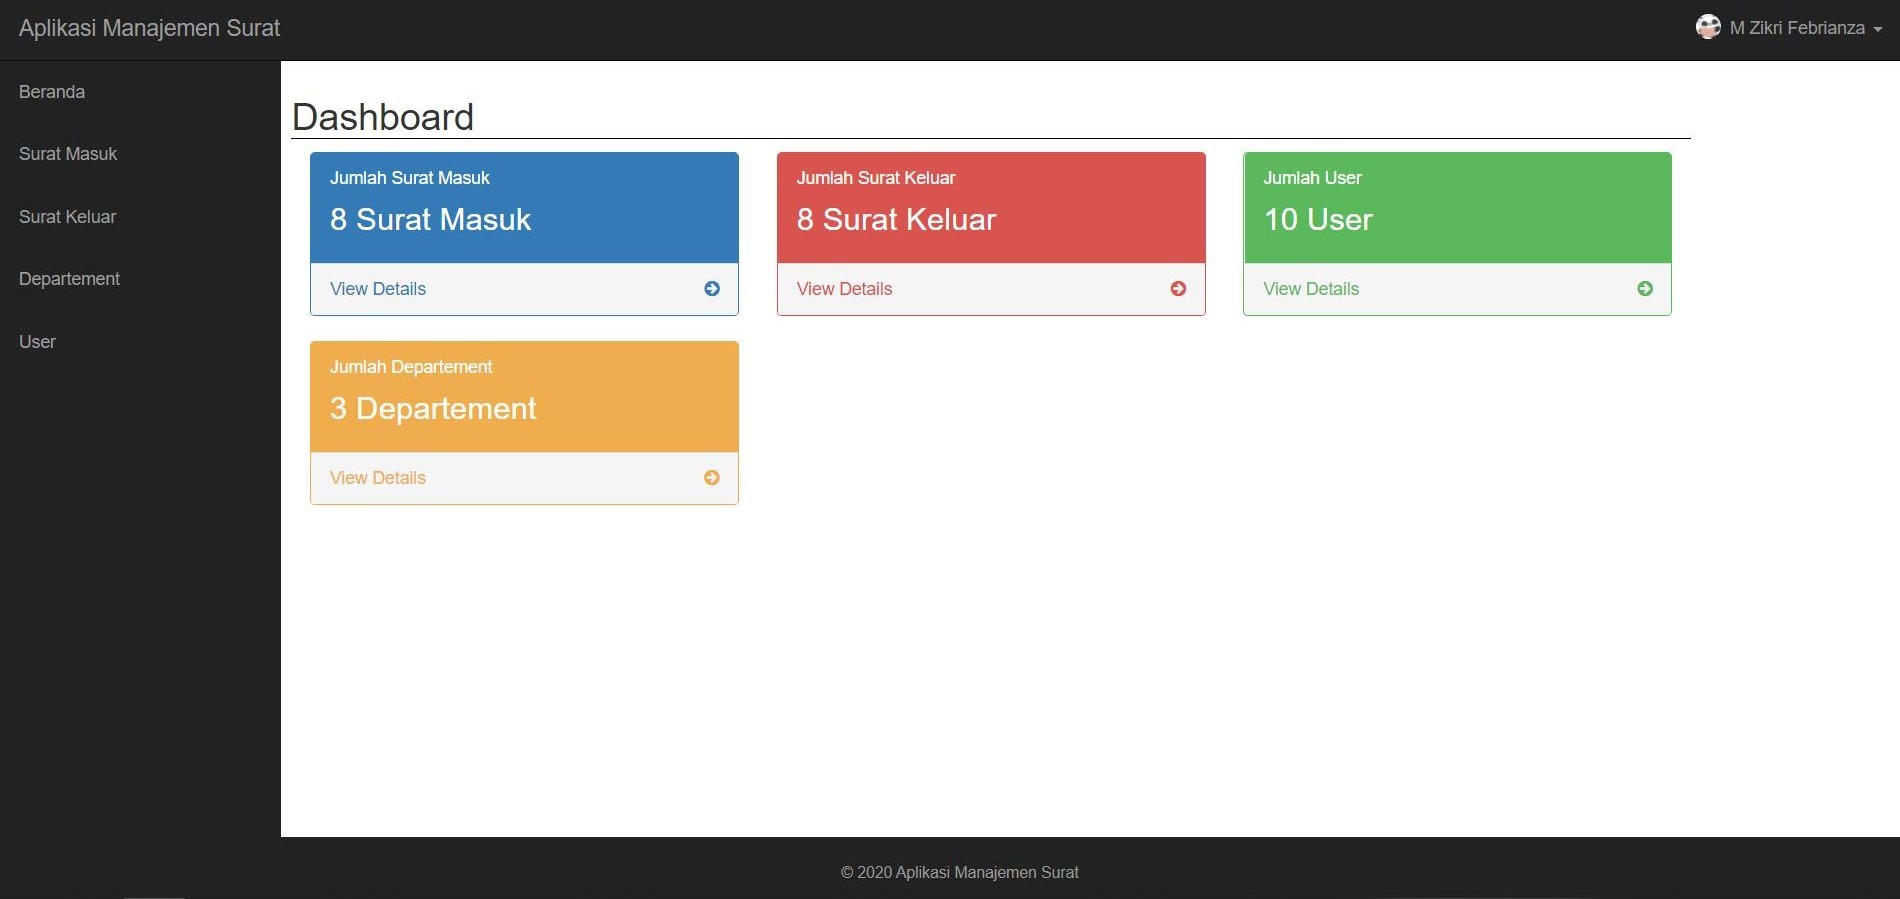 Aplikasi Manajemen Surat
M Zikri Febrianza
Beranda
Surat Masuk
Surat Keluar
Departement
User
Dashboard
Jumlah Surat Masuk
8 Surat Masuk
View Details
Jumlah Surat Keluar
8 Surat Keluar
View Details
Jumlah User
10 User
View Details
Jumlah Departement
3 Departement
View Details
© 2020 Aplikasi Manajemen Surat